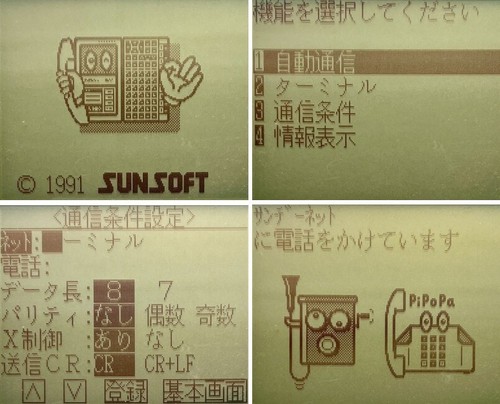 © 1991 SUNSOFT
機能を選択してください
1 自動通信
2 ターミナル
3 通信条件
4 情報表示
<通信条件設定>
ネット: ーミナル
電話:
データ長: 8 7
パリティ: なし 偶数 奇数
X制御 : あり なし
送信CR: CR CR+LF
登録 基本画面
サンデーネット
に電話をかけています
PiPoPa